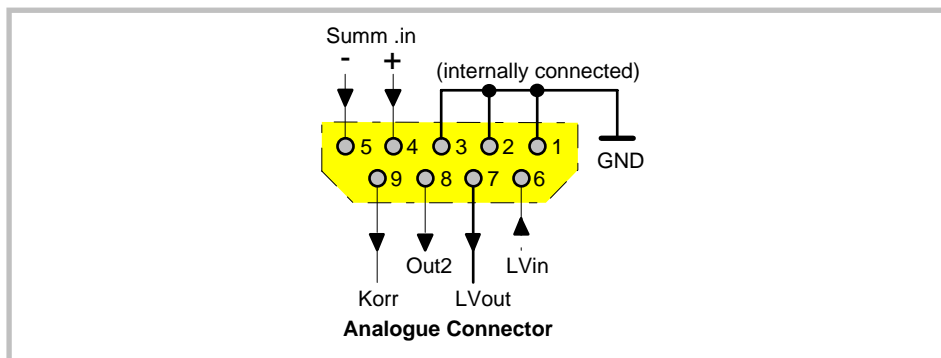 Summ .in
- +
(internally connected)
5 4 3 2 1
GND
9 8 7 6
Out2 LVin
Korr LVout
Analogue Connector